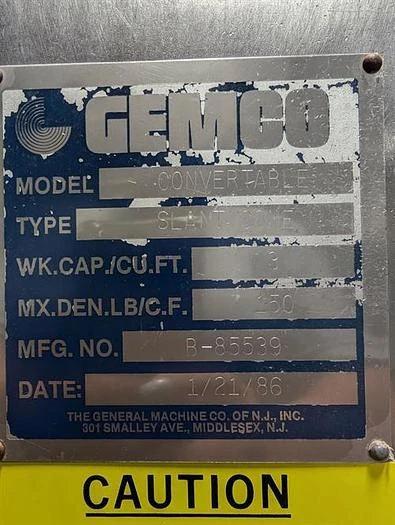 GEMCO
MODEL CONVERTABLE
TYPE SLANT CONE
WK.CAP./CU.FT. 3
MX.DEN.LB/C.F. 150
MFG. NO. B-85539
DATE: 1/21/86
THE GENERAL MACHINE CO. OF N.J., INC.
301 SMALLEY AVE., MIDDLESEX, N.J.
CAUTION